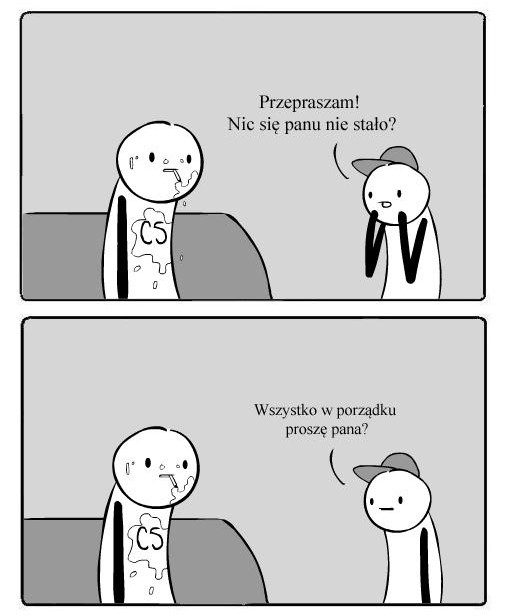 Przepraszam!
Nic się panu nie stało?
CS
Wszystko w porządku
proszę pana?
CS